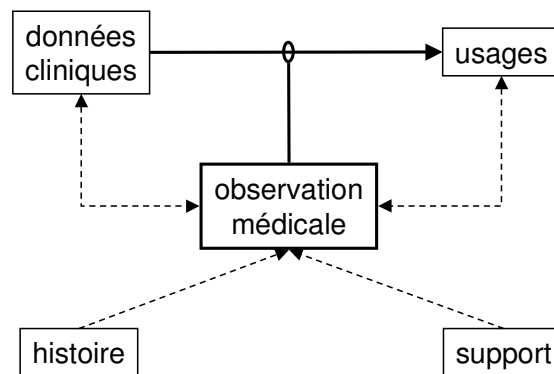 données
cliniques
usages
observation
médicale
histoire
support